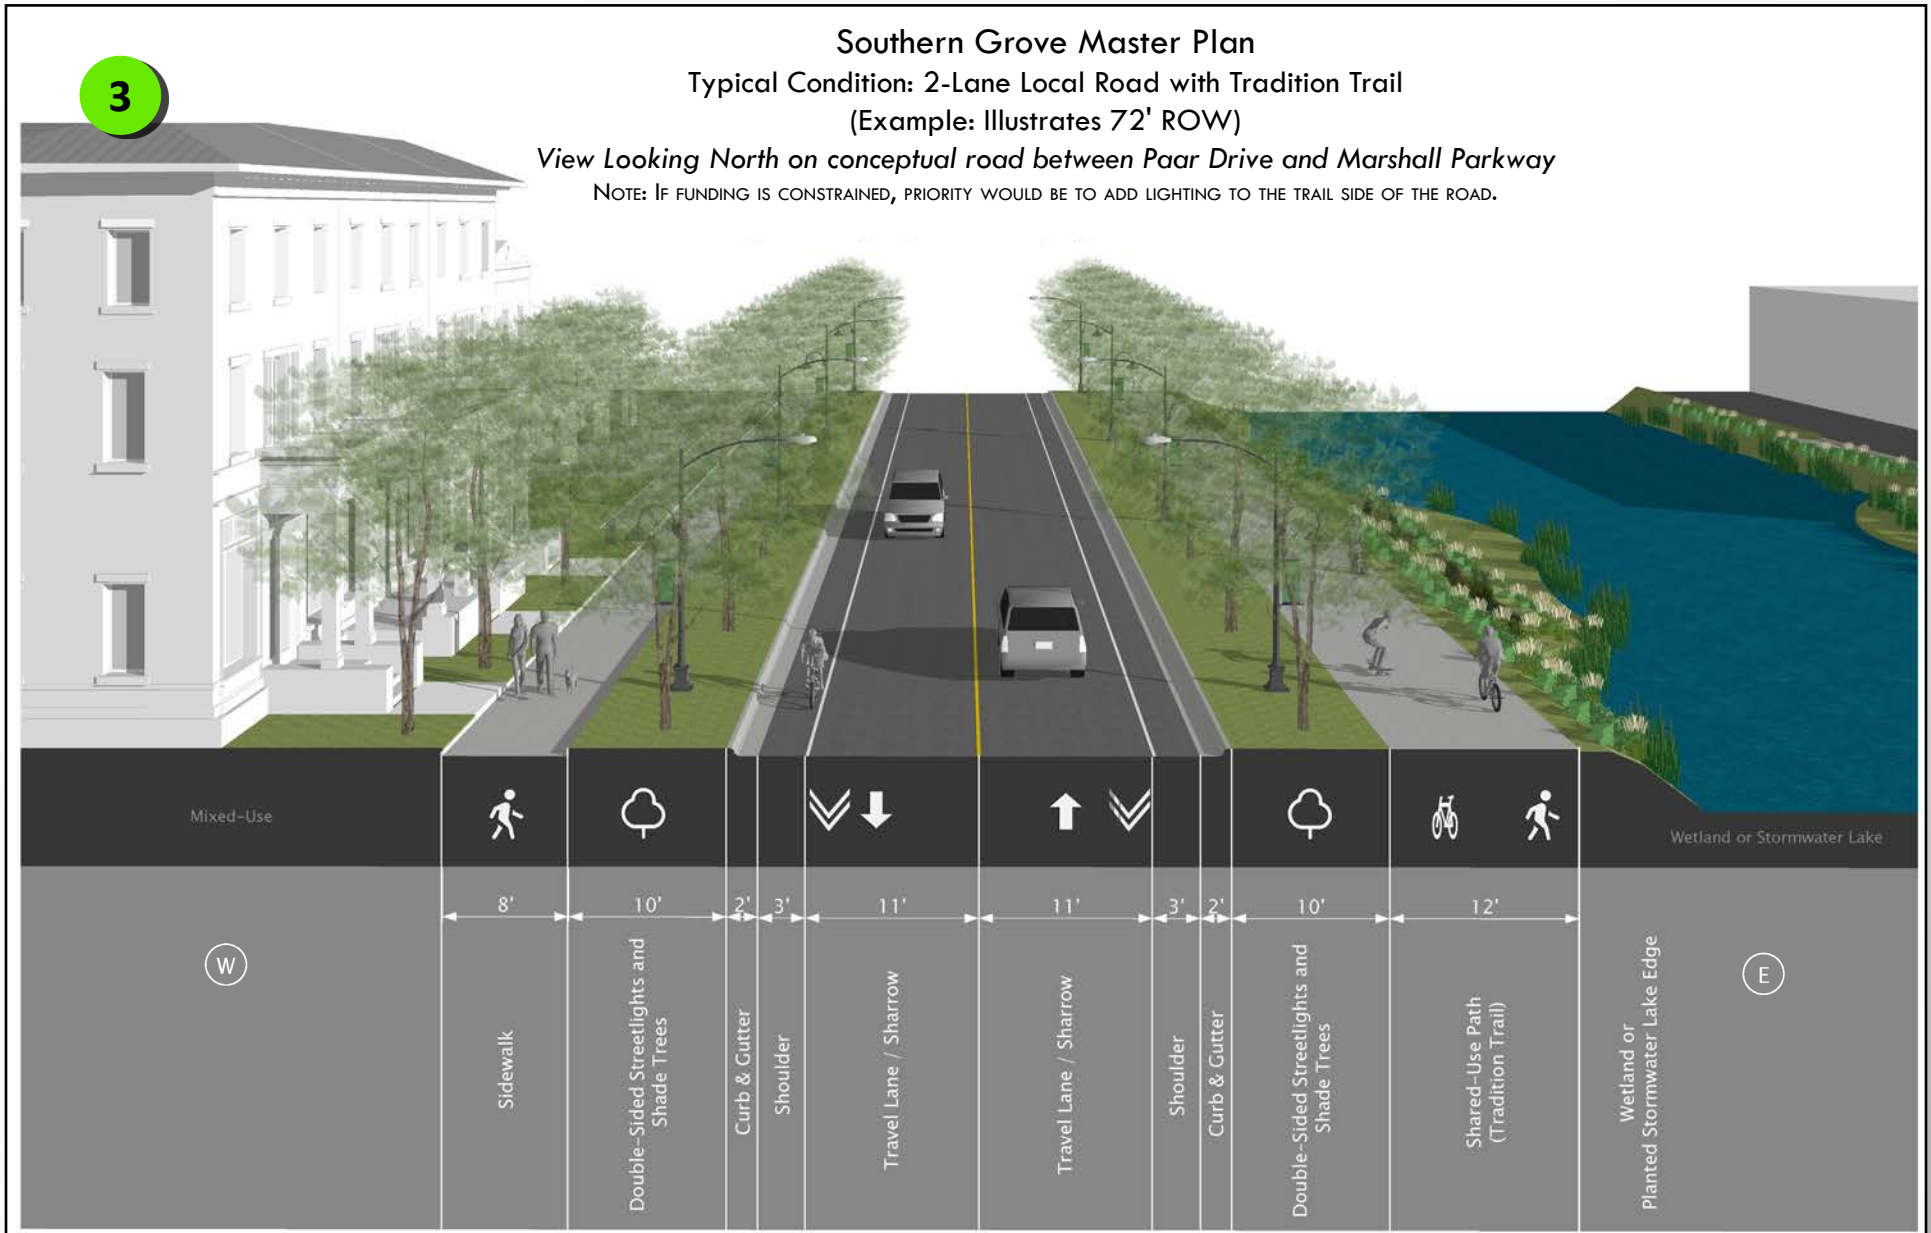 3
Southern Grove Master Plan
Typical Condition: 2-Lane Local Road with Tradition Trail
(Example: Illustrates 72' ROW)
View Looking North on conceptual road between Paar Drive and Marshall Parkway
NOTE: IF FUNDING IS CONSTRAINED, PRIORITY WOULD BE TO ADD LIGHTING TO THE TRAIL SIDE OF THE ROAD.
Mixed-Use
Wetland or Stormwater Lake
8'
10'
2'
3'
11'
11'
3'
2'
10'
12'
W
E
Sidewalk
Double-Sided Streetlights and
Shade Trees
Curb & Gutter
Shoulder
Travel Lane / Sharrow
Travel Lane / Sharrow
Shoulder
Curb & Gutter
Double-Sided Streetlights and
Shade Trees
Shared-Use Path
(Tradition Trail)
Wetland or
Planted Stormwater Lake Edge